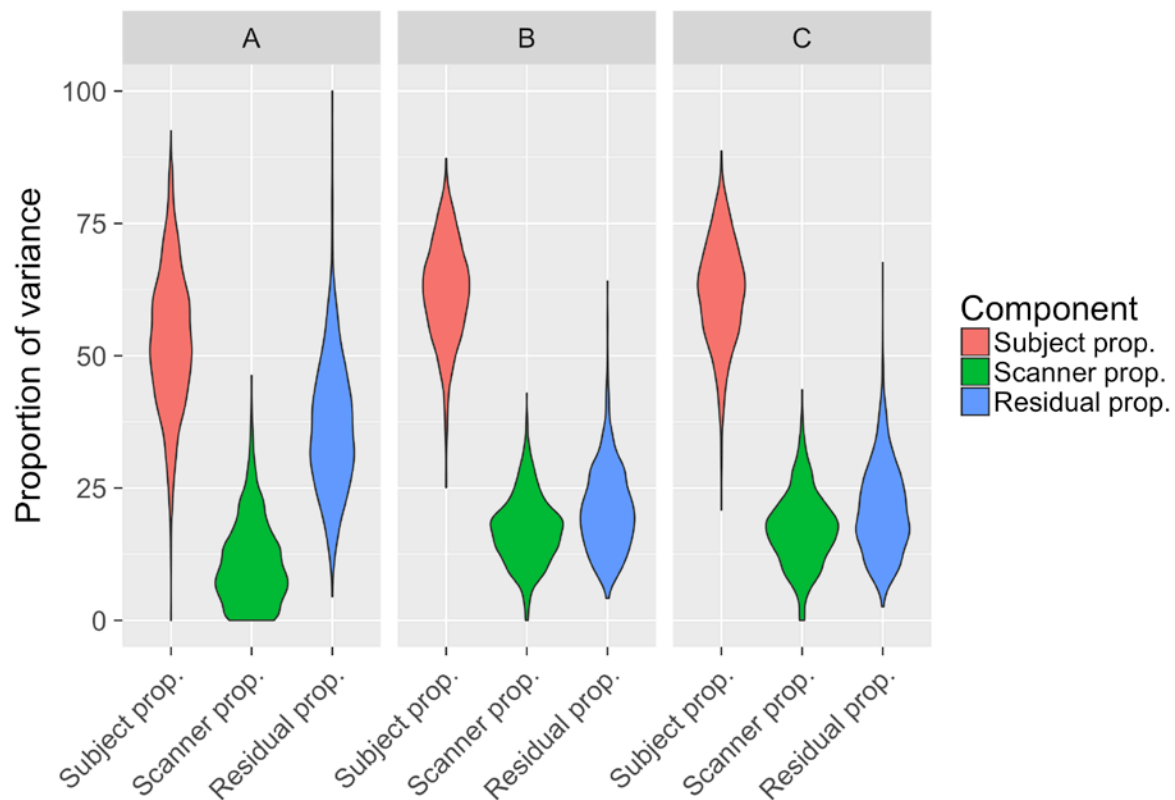 A
B
C
Proportion of variance
100
75
50
25
0
Subject prop.
Scanner prop.
Residual prop.
Subject prop.
Scanner prop.
Residual prop.
Subject prop.
Scanner prop.
Residual prop.
Component
Subject prop.
Scanner prop.
Residual prop.